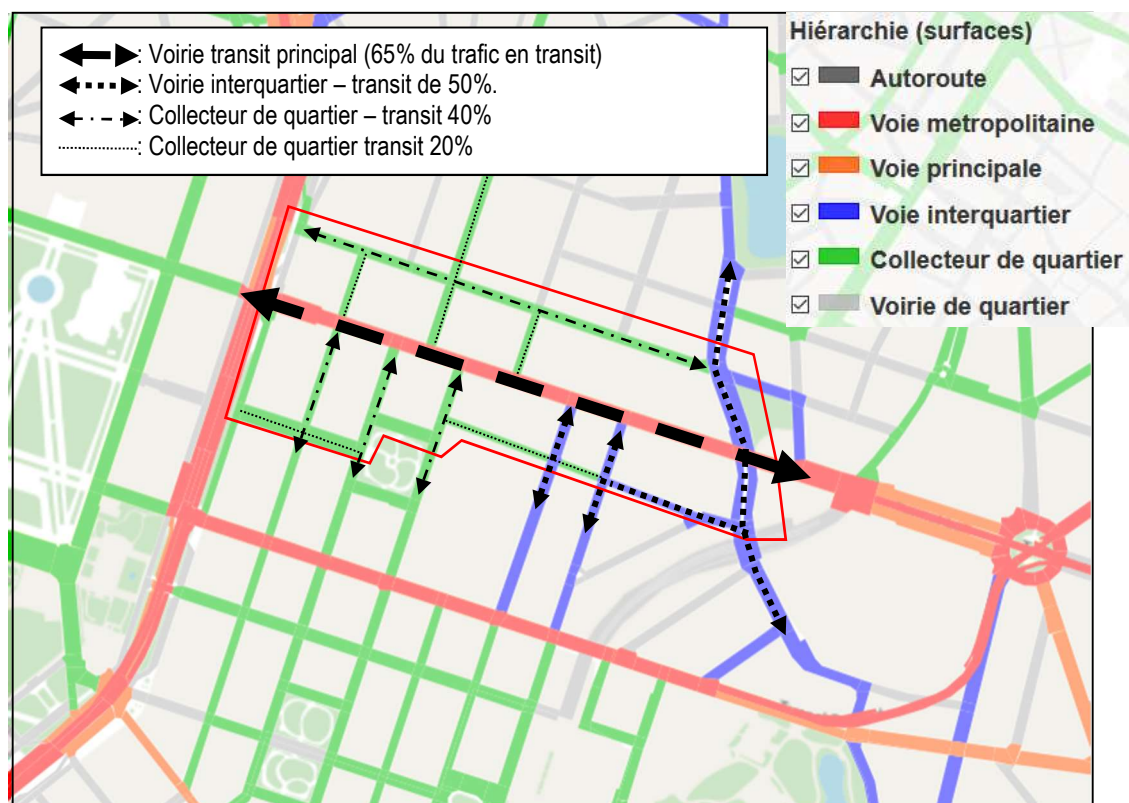 : Voirie transit principal (65% du trafic en transit)
: Voirie interquartier – transit de 50%.
: Collecteur de quartier – transit 40%
: Collecteur de quartier transit 20%
Hiérarchie (surfaces)
Autoroute
Voie metropolitaine
Voie principale
Voie interquartier
Collecteur de quartier
Voirie de quartier